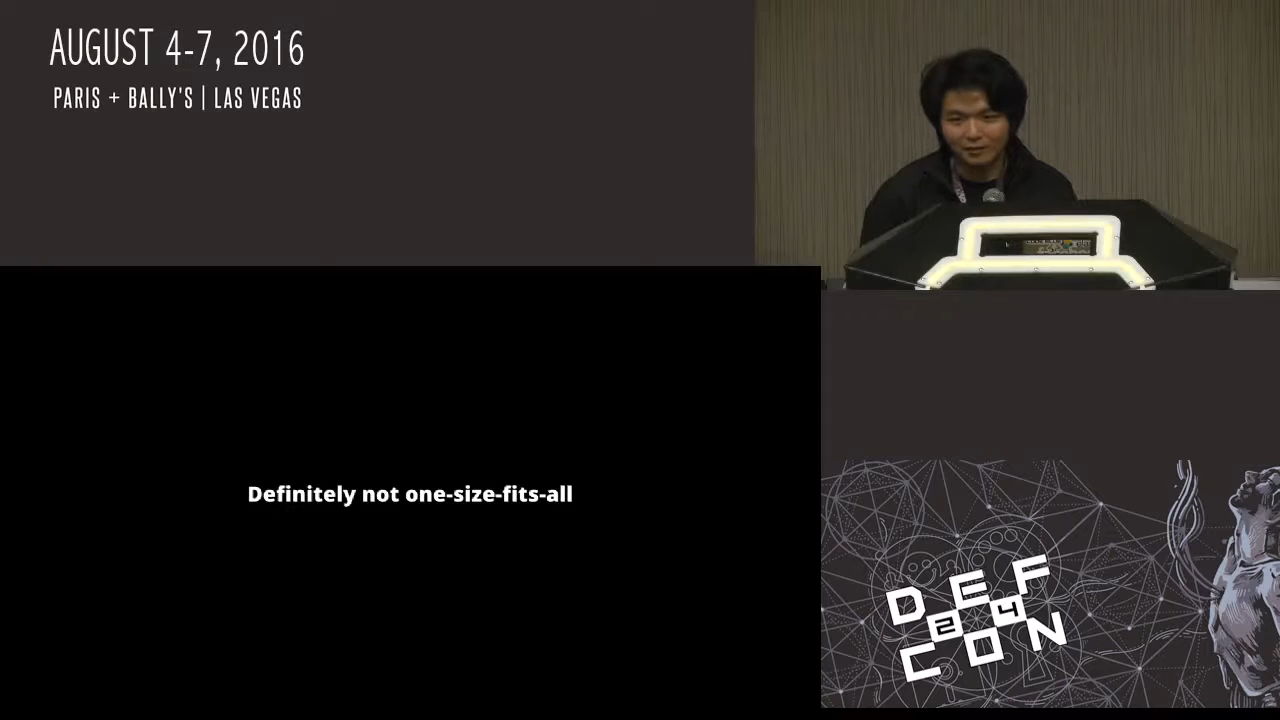 AUGUST 4-7, 2016
PARIS + BALLY'S | LAS VEGAS
Definitely not one-size-fits-all
DEF
24
CON